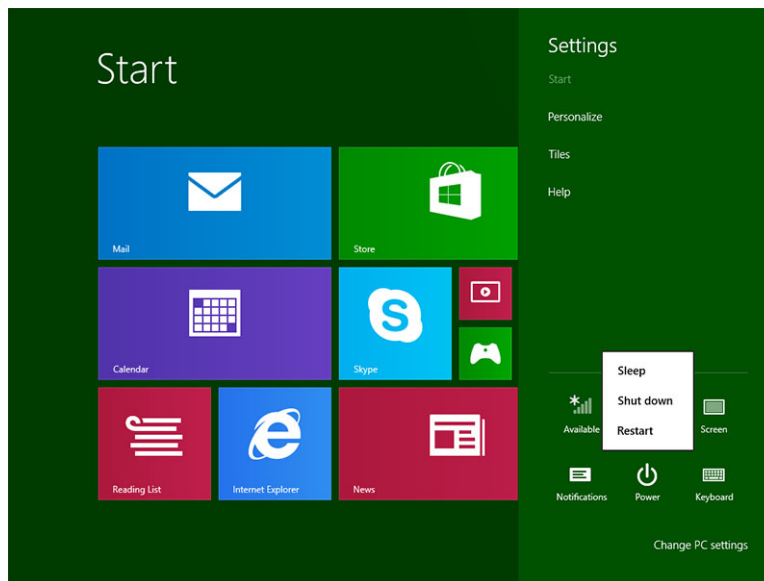 Start
Mail
Store
Calendar
Skype
Reading List
Internet Explorer
News
Settings
Start
Personalize
Tiles
Help
Sleep
Shut down
Restart
Available
Screen
Notifications
Power
Keyboard
Change PC settings